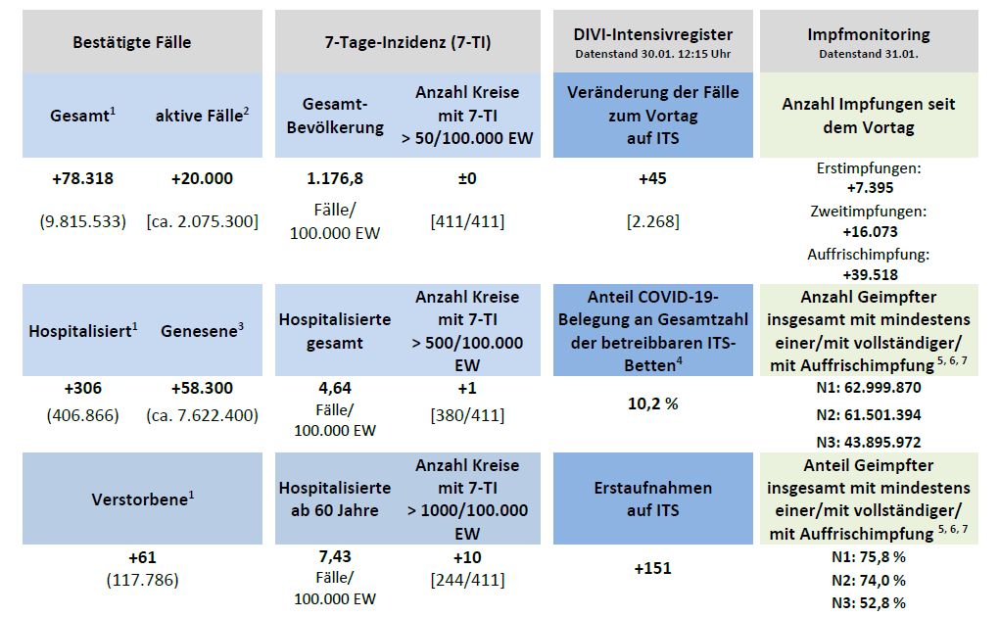 Bestätigte Fälle
Gesamt¹ aktive Fälle²
+78.318 +20.000
(9.815.533) [ca. 2.075.300]
Hospitalisiert¹ Genesene³
+306 +58.300
(406.866) (ca. 7.622.400)
Verstorbene¹
+61
(117.786)
7-Tage-Inzidenz (7-TI)
Gesamt-
Bevölkerung
Anzahl Kreise
mit 7-TI
> 50/100.000 EW
1.176,8 ±0
Fälle/
100.000 EW
[411/411]
Hospitalisierte
gesamt
Anzahl Kreise
mit 7-TI
> 500/100.000
EW
4,64 +1
Fälle/
100.000 EW
[380/411]
Hospitalisierte
ab 60 Jahre
Anzahl Kreise
mit 7-TI
> 1000/100.000
EW
7,43 +10
Fälle/
100.000 EW
[244/411]
DIVI-Intensivregister
Datenstand 30.01. 12:15 Uhr
Veränderung der Fälle
zum Vortag
auf ITS
+45
[2.268]
Anteil COVID-19-
Belegung an Gesamtzahl
der betreibbaren ITS-
Betten⁴
10,2 %
Erstaufnahmen
auf ITS
+151
Impfmonitoring
Datenstand 31.01.
Anzahl Impfungen seit
dem Vortag
Erstimpfungen:
+7.395
Zweitimpfungen:
+16.073
Auffrischimpfung:
+39.518
Anzahl Geimpfter
insgesamt mit mindestens
einer/mit vollständiger/
mit Auffrischimpfung ⁵, ⁶, ⁷
N1: 62.999.870
N2: 61.501.394
N3: 43.895.972
Anteil Geimpfter
insgesamt mit mindestens
einer/mit vollständiger/
mit Auffrischimpfung ⁵, ⁶, ⁷
N1: 75,8 %
N2: 74,0 %
N3: 52,8 %